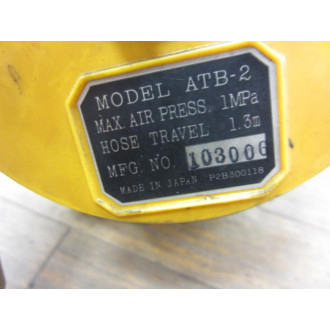 MODEL ATB-2
MAX. AIR PRESS. 1MPa
HOSE TRAVEL 1.3m
MFG. NO. 103006
MADE IN JAPAN P2B300118